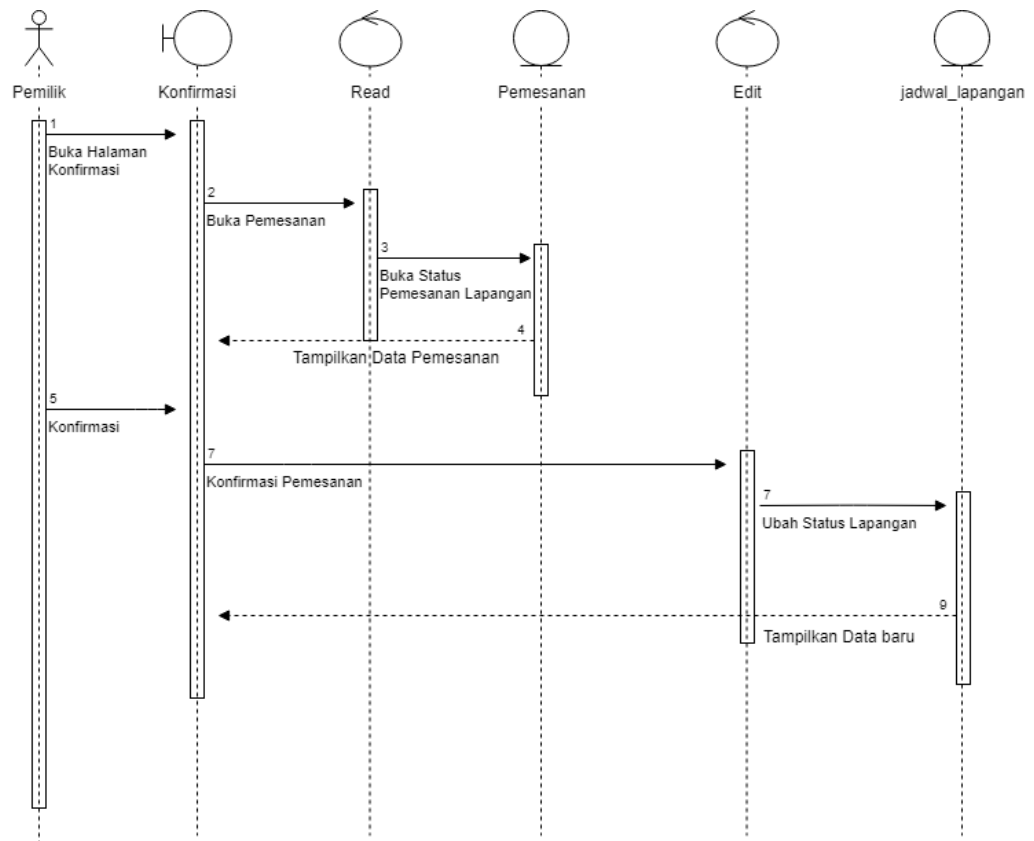 Pemilik
Konfirmasi
Read
Pemesanan
Edit
jadwal_lapangan
1
Buka Halaman
Konfirmasi
2
Buka Pemesanan
3
Buka Status
Pemesanan Lapangan
4
Tampilkan Data Pemesanan
5
Konfirmasi
7
Konfirmasi Pemesanan
7
Ubah Status Lapangan
9
Tampilkan Data baru